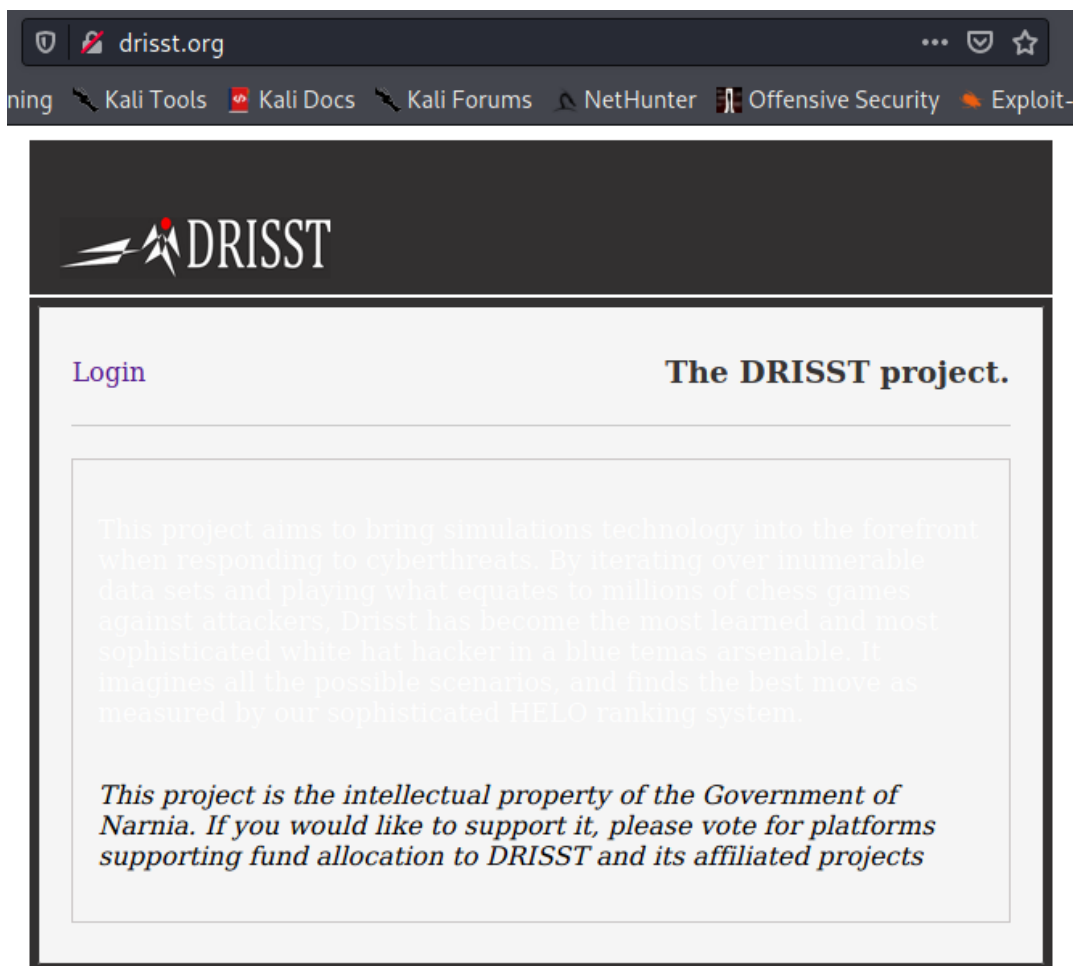 drisst.org
ning Kali Tools Kali Docs Kali Forums NetHunter Offensive Security Exploit-
DRISST
Login The DRISST project.
This project aims to bring simulations technology into the forefront
when responding to cyberthreats. By iterating over inumerable
data sets and playing what equates to millions of chess games
against attackers, Drisst has become the most learned and most
sophisticated white hat hacker in a blue temas arsenable. It
imagines all the possible scenarios, and finds the best move as
measured by our sophisticated HELO ranking system.
This project is the intellectual property of the Government of
Narnia. If you would like to support it, please vote for platforms
supporting fund allocation to DRISST and its affiliated projects